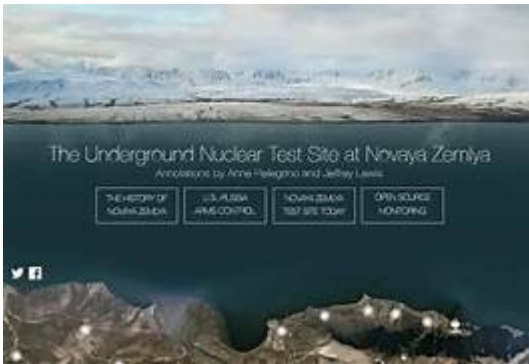 The Underground Nuclear Test Site at Novaya Zemlya
Annotations by Anne Pellegrino and Jeffrey Lewis
THE HISTORY OF
NOVAYA ZEMLYA
U.S.-RUSSIA
ARMS CONTROL
NOVAYA ZEMLYA
TEST SITE TODAY
OPEN SOURCE
MONITORING